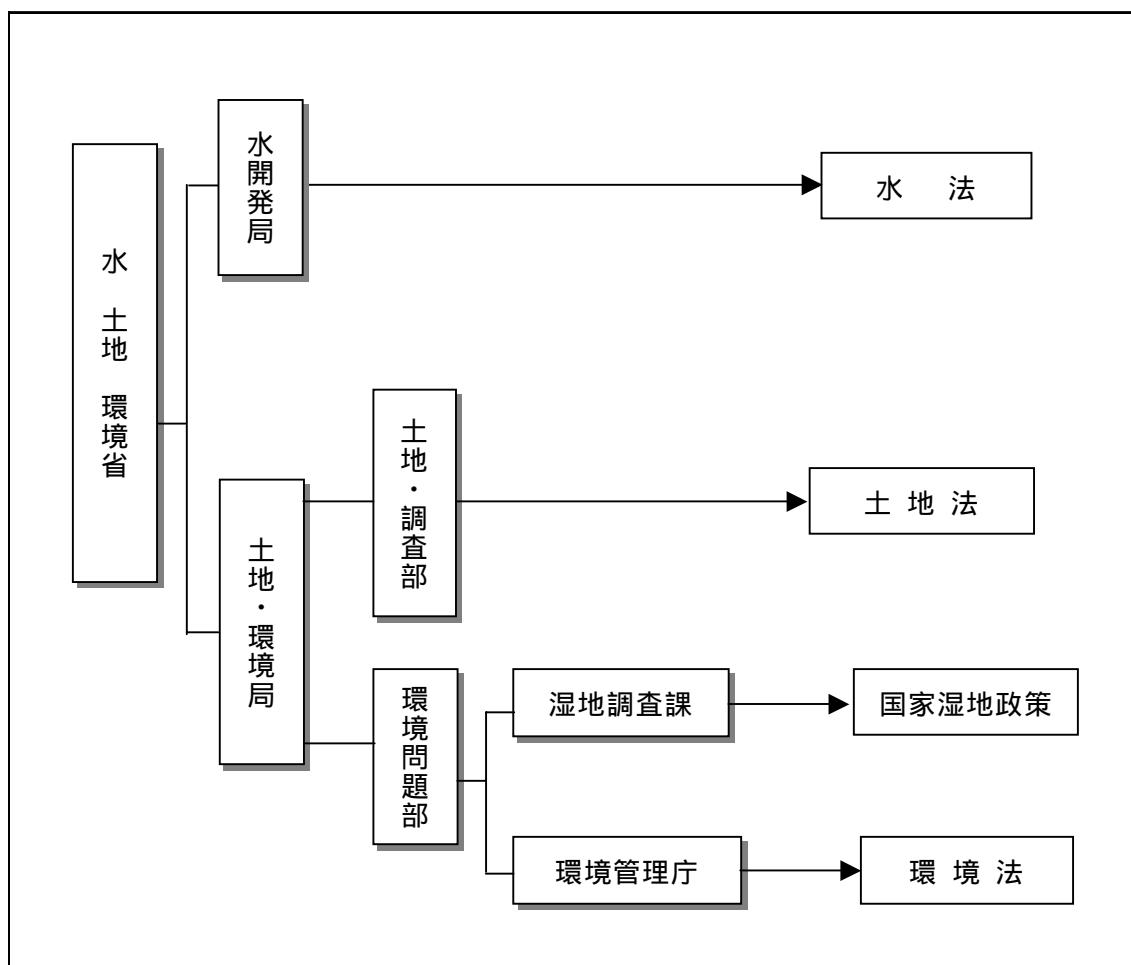 水 土地 環境省
水開発局
水 法
土地・環境局
土地・調査部
土 地 法
環境問題部
湿地調査課
国家湿地政策
環境管理庁
環 境 法